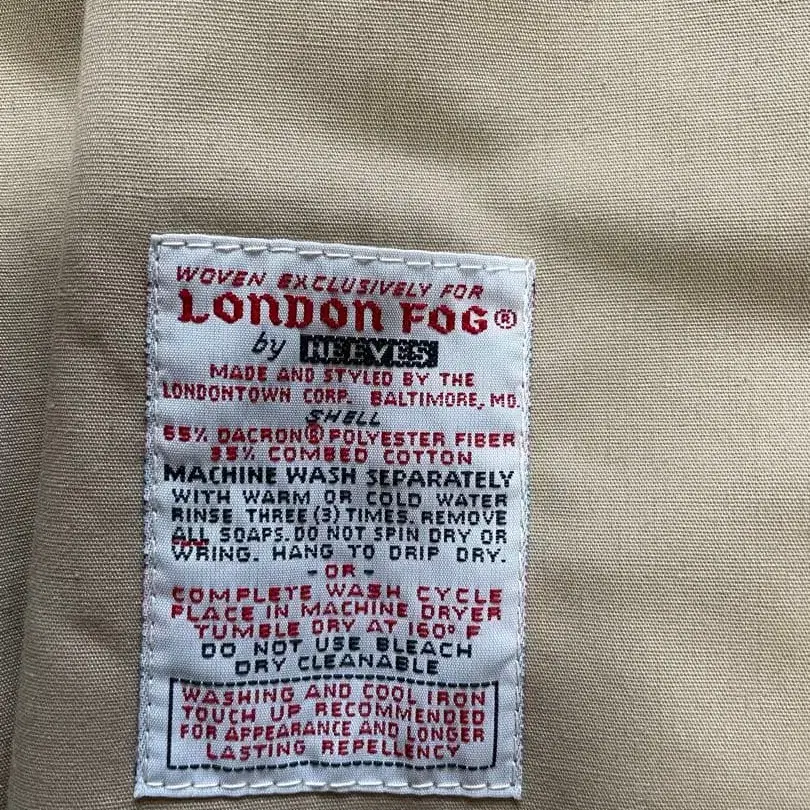 WOVEN EXCLUSIVELY FOR
LONDON FOG®
by REEVES
MADE AND STYLED BY THE
LONDONTOWN CORP. BALTIMORE, MD.
SHELL
65% DACRON® POLYESTER FIBER
35% COMBED COTTON
MACHINE WASH SEPARATELY
WITH WARM OR COLD WATER
RINSE THREE (3) TIMES. REMOVE
ALL SOAPS. DO NOT SPIN DRY OR
WRING. HANG TO DRIP DRY.
- OR -
COMPLETE WASH CYCLE
PLACE IN MACHINE DRYER
TUMBLE DRY AT 160° F
DO NOT USE BLEACH
DRY CLEANABLE
WASHING AND COOL IRON
TOUCH UP RECOMMENDED
FOR APPEARANCE AND LONGER
LASTING REPELLENCY